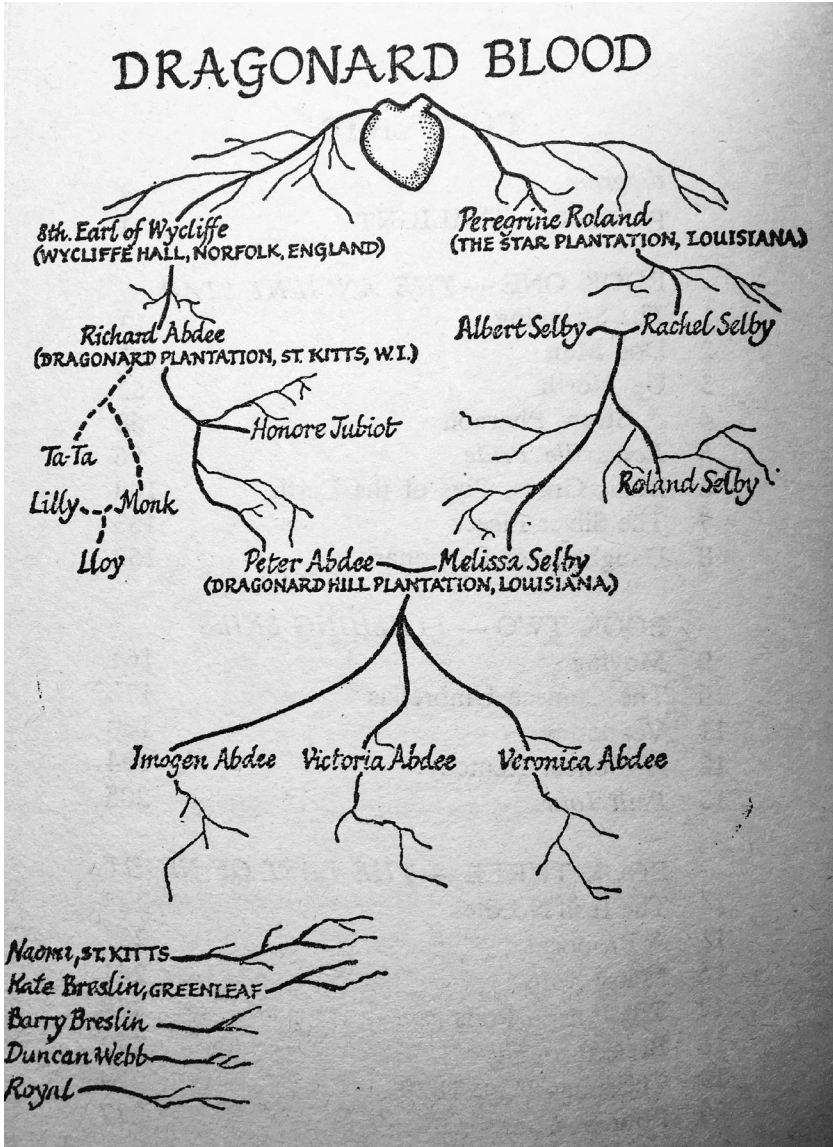 DRAGONARD BLOOD
8th. Earl of Wycliffe
(WYCLIFFE HALL, NORFOLK, ENGLAND)
Peregrine Roland
(THE STAR PLANTATION, LOUISIANA)
Richard Abdee
(DRAGONARD PLANTATION, ST. KITTS, W.I.)
Albert Selby Rachel Selby
Honore Jubiot
Ta-Ta
Roland Selby
Lilly Monk
Lloy
Peter Abdee Melissa Selby
(DRAGONARD HILL PLANTATION, LOUISIANA)
Imogen Abdee Victoria Abdee Veronica Abdee
Naomi, ST. KITTS
Kate Breslin, GREENLEAF
Barry Breslin
Duncan Webb
Royal